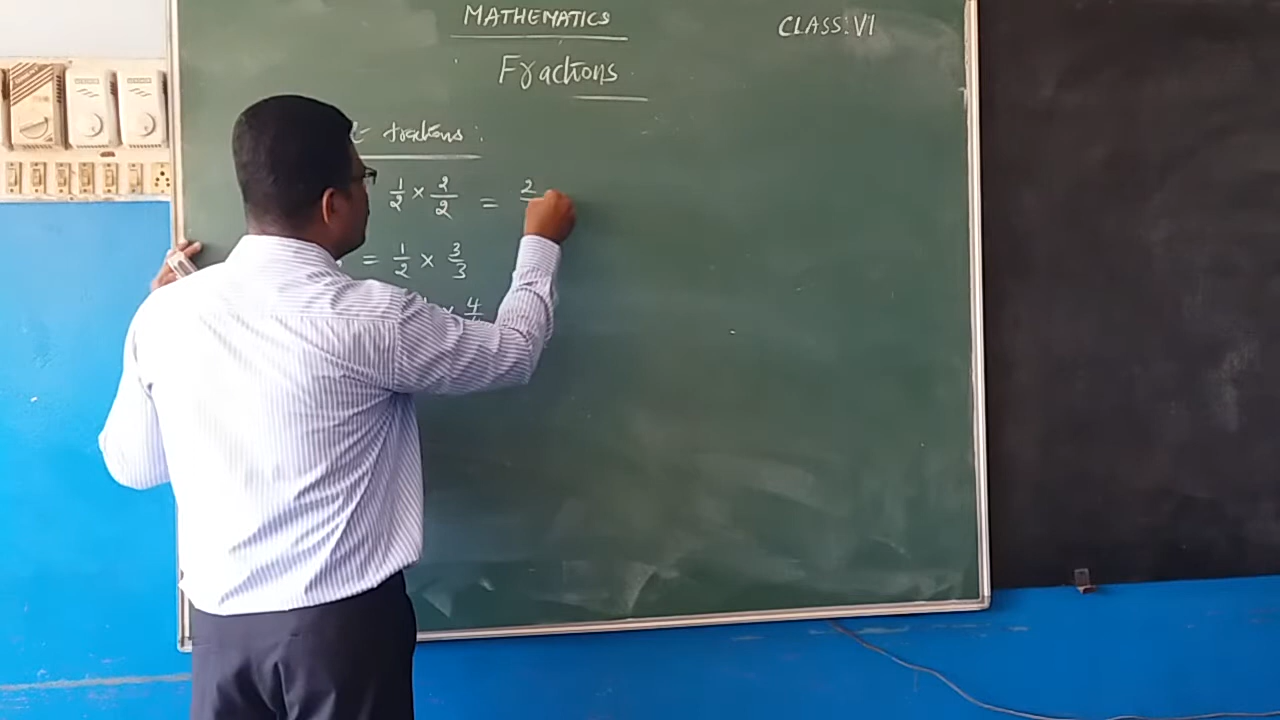 MATHEMATICS
CLASS: VI
Fractions
fractions:
1/2 × 2/2 = 2
= 1/2 × 3/3
× 4